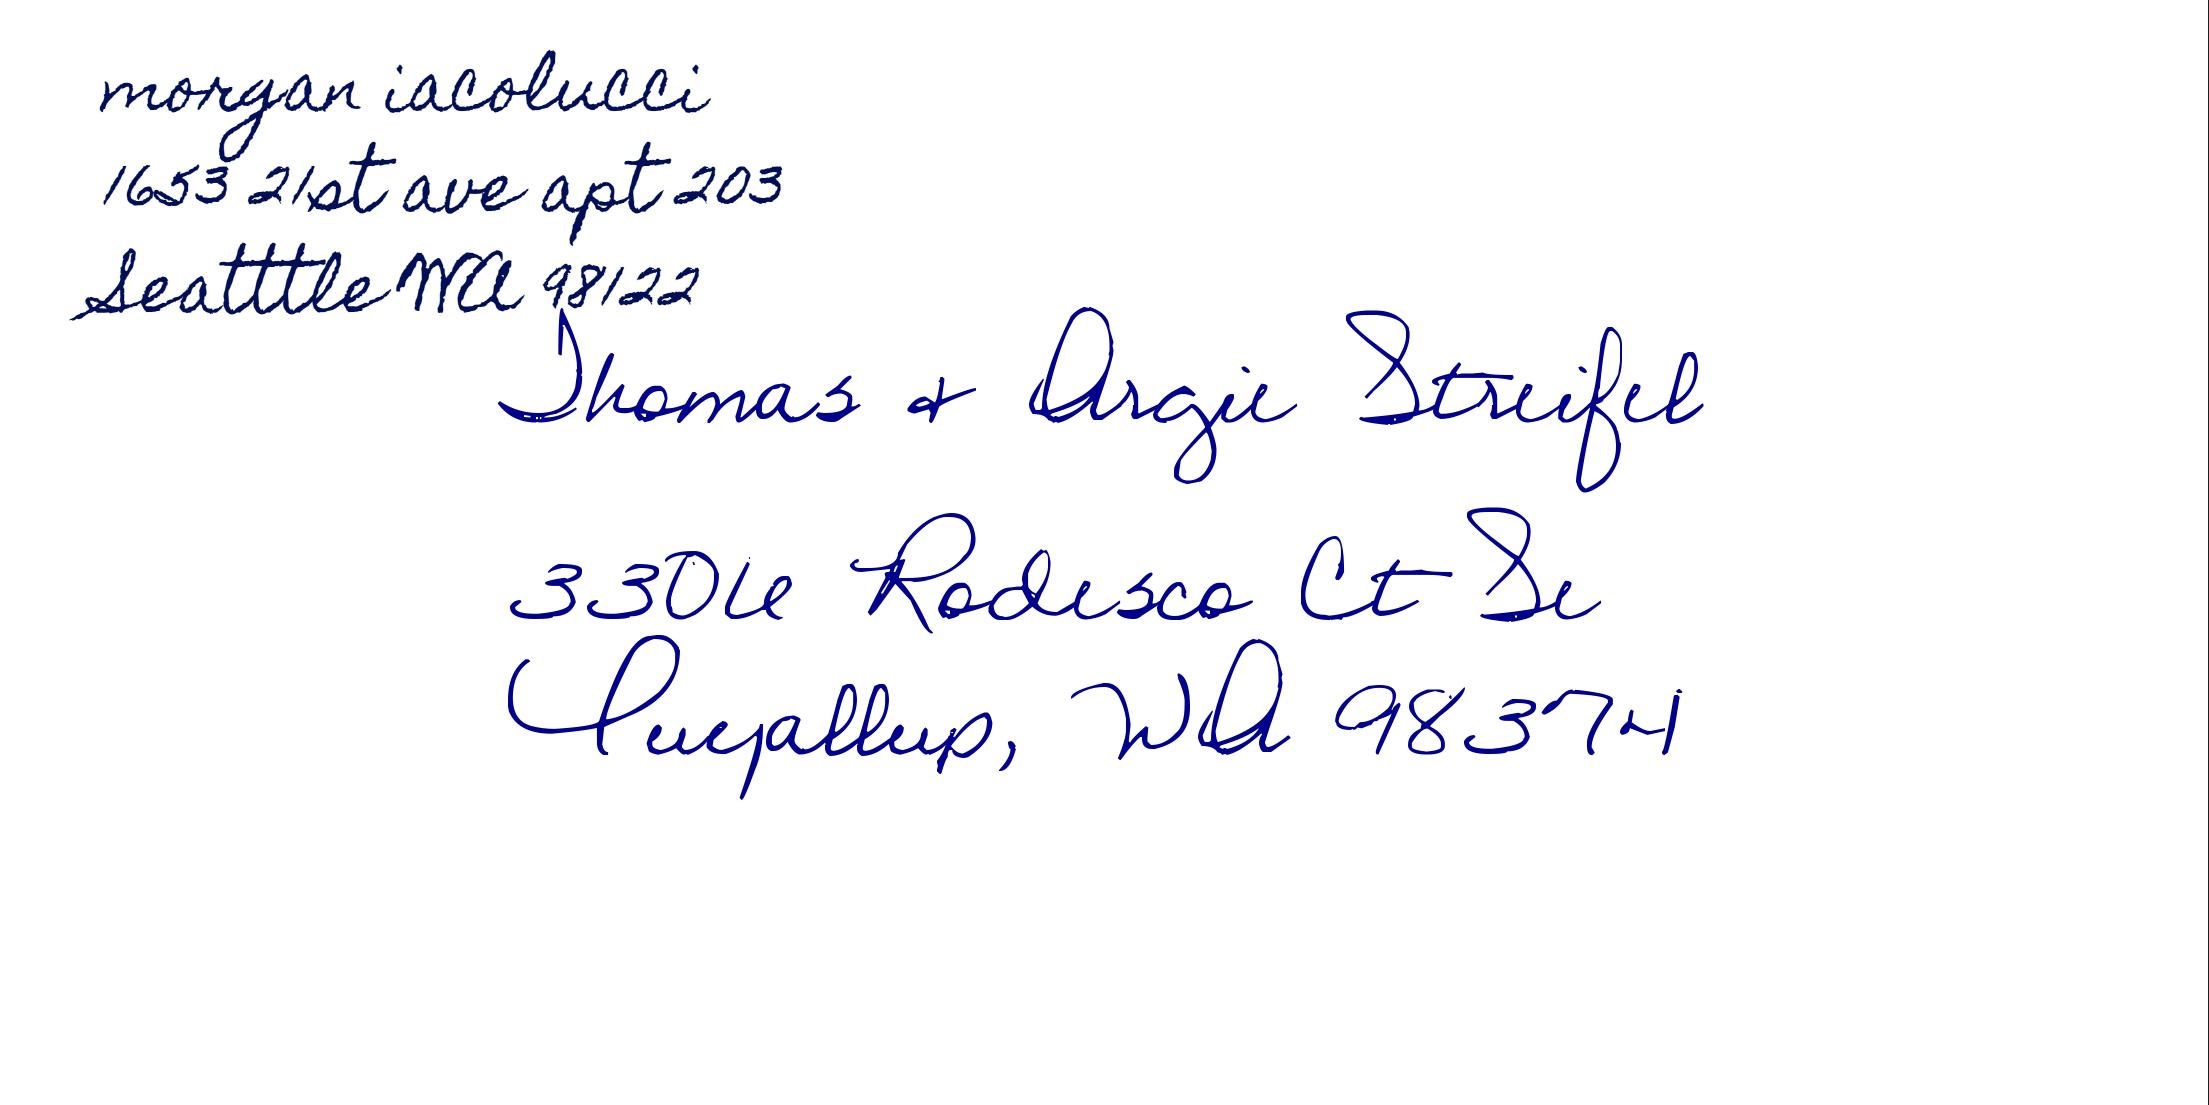 morgan iacolucci
1653 21st ave apt 203
Seatttle WA 98122
Thomas & Argie Streifel
3306 Rodesco Ct Se
Puyallup, WA 98374